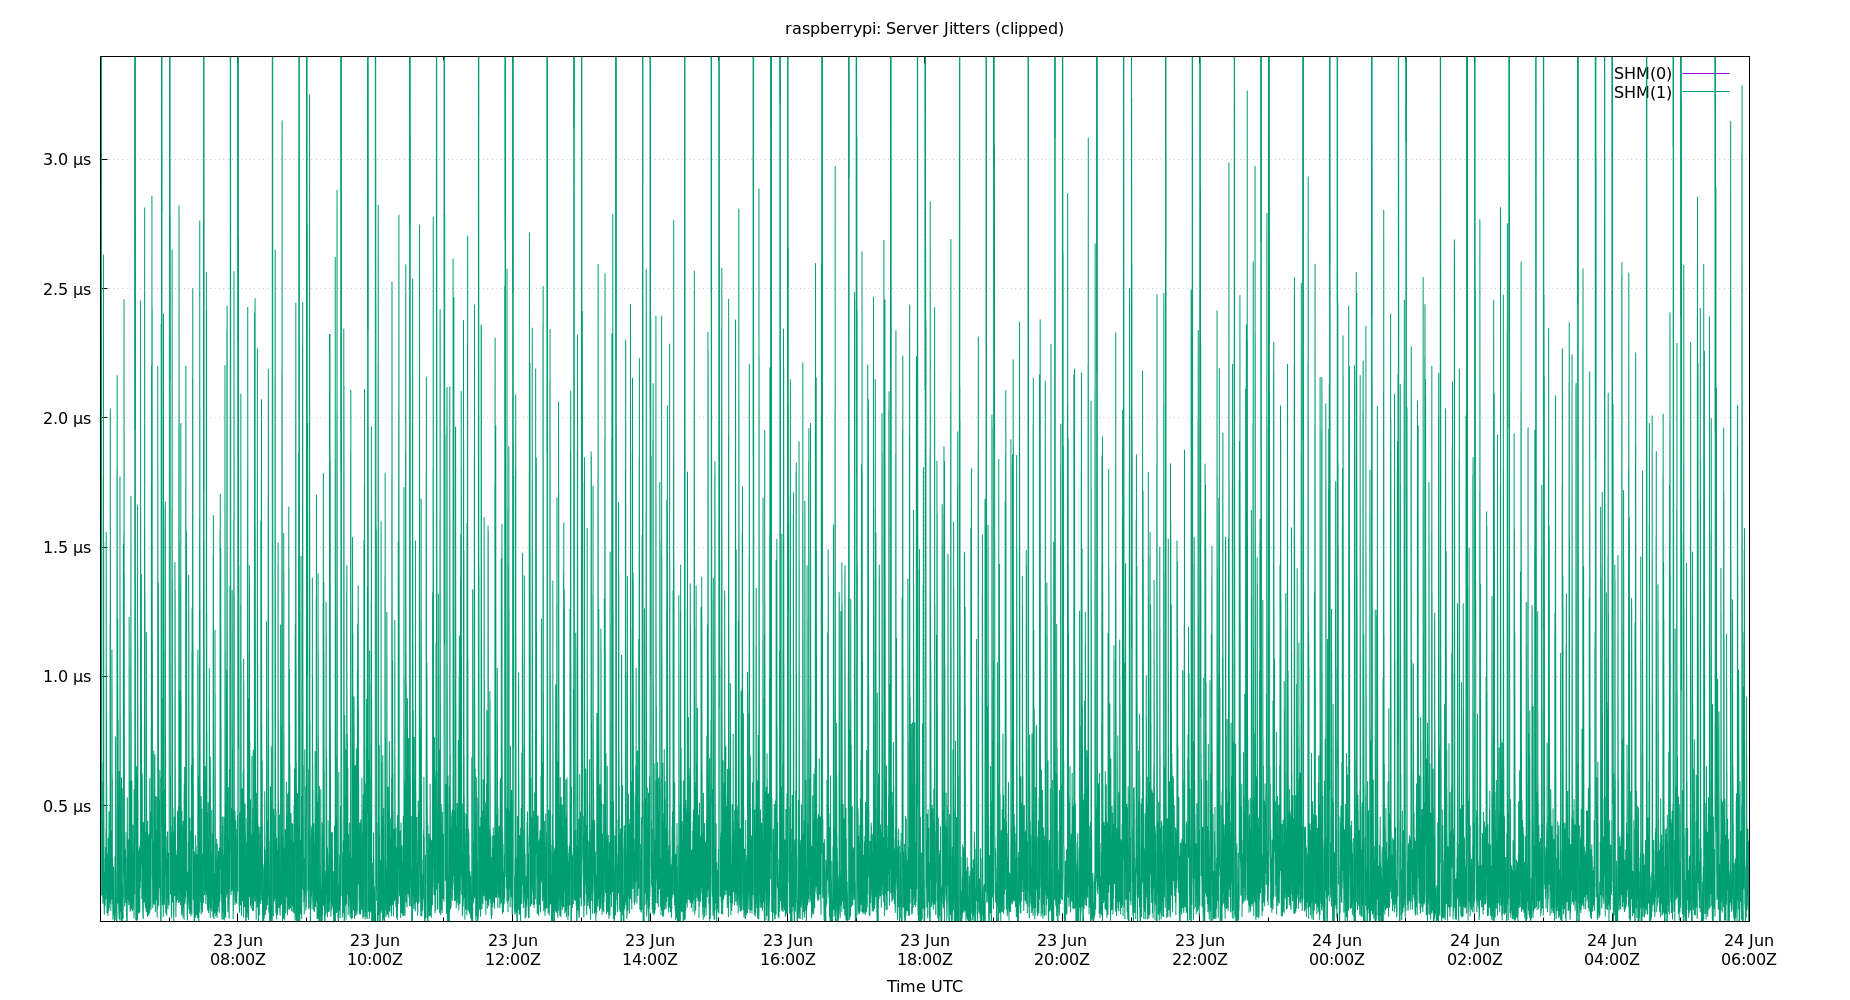 raspberrypi: Server Jitters (clipped)
SHM(0)
SHM(1)
3.0 µs
2.5 µs
2.0 µs
1.5 µs
1.0 µs
0.5 µs
23 Jun 23 Jun 23 Jun 23 Jun 23 Jun 23 Jun 23 Jun 23 Jun 24 Jun 24 Jun 24 Jun 24 Jun
08:00Z 10:00Z 12:00Z 14:00Z 16:00Z 18:00Z 20:00Z 22:00Z 00:00Z 02:00Z 04:00Z 06:00Z
Time UTC